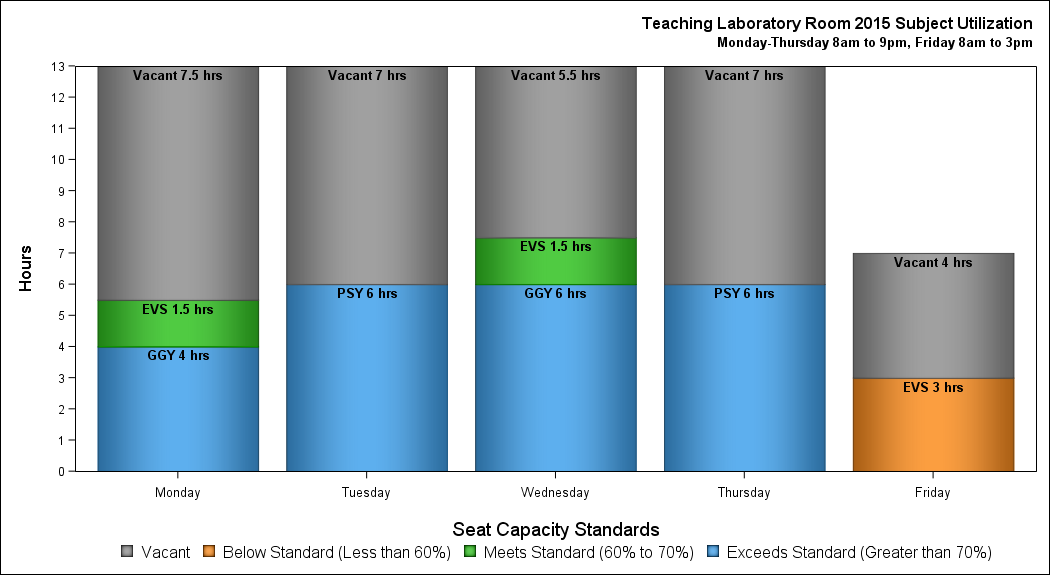 Teaching Laboratory Room 2015 Subject Utilization
Monday-Thursday 8am to 9pm, Friday 8am to 3pm
Hours
13
12
11
10
9
8
7
6
5
4
3
2
1
0
Vacant 7.5 hrs
EVS 1.5 hrs
GGY 4 hrs
Vacant 7 hrs
PSY 6 hrs
Vacant 5.5 hrs
EVS 1.5 hrs
GGY 6 hrs
Vacant 7 hrs
PSY 6 hrs
Vacant 4 hrs
EVS 3 hrs
Monday Tuesday Wednesday Thursday Friday
Seat Capacity Standards
Vacant Below Standard (Less than 60%) Meets Standard (60% to 70%) Exceeds Standard (Greater than 70%)